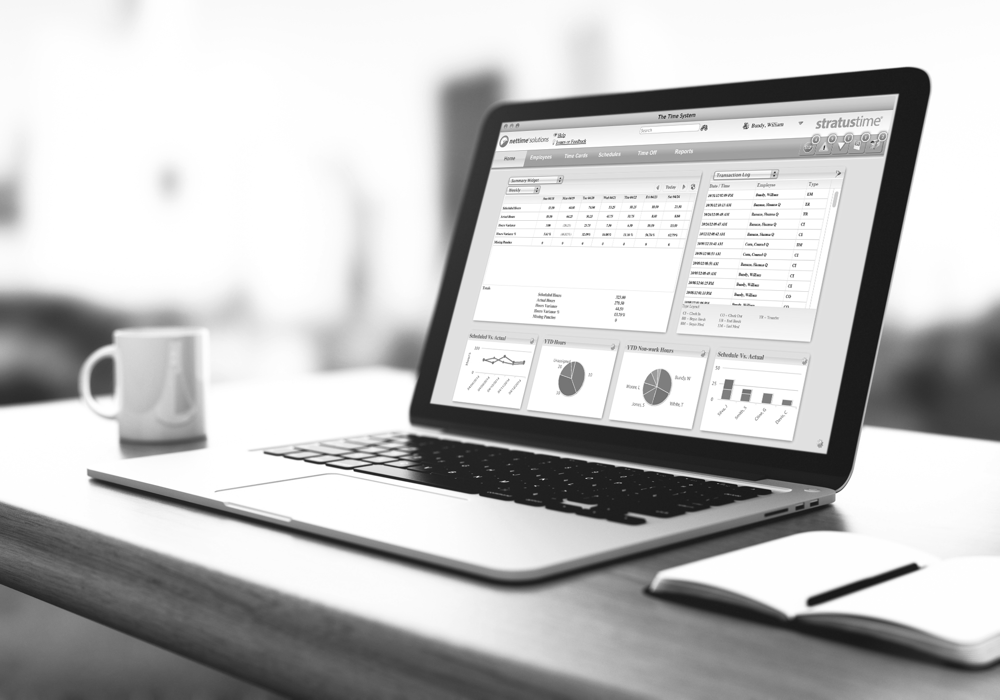 The Time System
nettime solutions
Help
Issues or Feedback
Search
Bundy, William
stratustime®
4 9 1 1 2
STOP
Home Employees Time Cards Schedules Time Off Reports
Summary Widget
Weekly
Today
Sun 04/18 Mon 04/19 Tue 04/20 Wed 04/21 Thu 04/22 Fri 04/23 Sat 04/24
Scheduled Hours 53.50 44.00 74.00 53.25 58.25 18.50 21.50
Actual Hours 50.50 64.25 50.25 45.75 51.75 8.00 8.00
Hours Variance 3.00 (20.25) 23.75 7.50 6.50 10.50 13.50
Hours Variance % 5.61% 32.09% 14.08% 11.16% 56.76% 62.79%
Missing Punches 0 0 0 0 0 0 0
Totals
Scheduled Hours 323.00
Actual Hours 278.50
Hours Variance 44.50
Hours Variance % 13.78%
Missing Punches 0
Transaction Log
Date / Time Employee Type
10/31/12 02:09 PM Bundy, William EM
10/30/12 10:13 AM Banana, Shanna Q TR
10/24/12 09:48 AM Banana, Shanna Q TR
10/24/12 09:47 AM Banana, Shanna Q CI
10/12/12 08:42 AM Banana, Shanna Q CI
10/09/12 10:41 AM Corn, Conrad Q BM
10/09/12 08:53 AM Corn, Conrad Q CI
10/09/12 08:50 AM Banana, Shanna Q CI
10/09/12 08:49 AM Bundy, William CI
10/08/12 06:25 PM Bundy, William CI
10/08/12 01:10 PM Bundy, William CO
10/08/12 01:08 PM Bundy, William CO
Type Legend:
CI = Clock In CO = Clock Out TR = Transfer
BB = Begin Break EB = End Break
BM = Begin Meal EM = End Meal
Scheduled Vs. Actual
100
Hours
0
04/08/2014 04/09/2014 04/10/2014 04/11/2014 04/12/2014
YTD Hours
Unassigned
20
10
30
YTD Non-work Hours
Bundy, W
Moore, L
Jones, S
White, T
Schedule Vs. Actual
50
25
0
Silva, J Smith, S Cline, G Davis, C